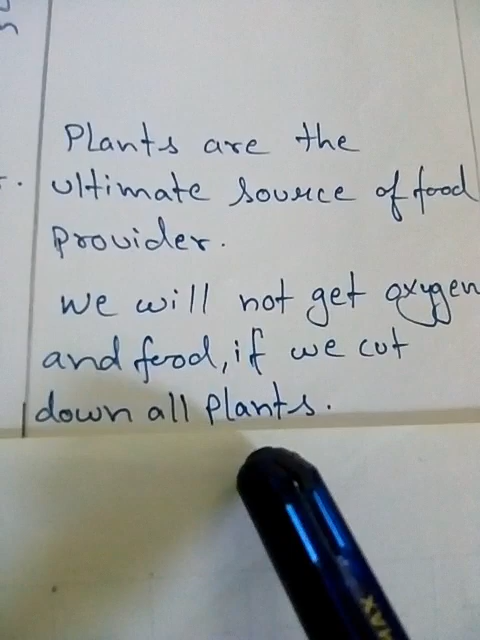 Plants are the
ultimate source of food
provider.
We will not get oxygen
and food, if we cut
down all plants.
MAX